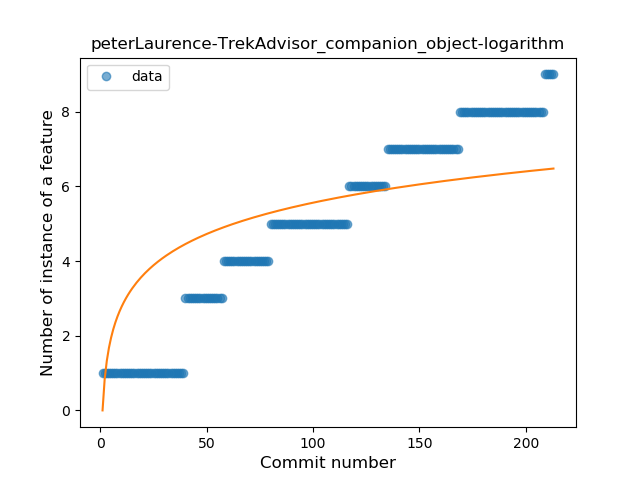 peterLaurence-TrekAdvisor_companion_object-logarithm
data
Number of instance of a feature
8
6
4
2
0
0 50 100 150 200
Commit number